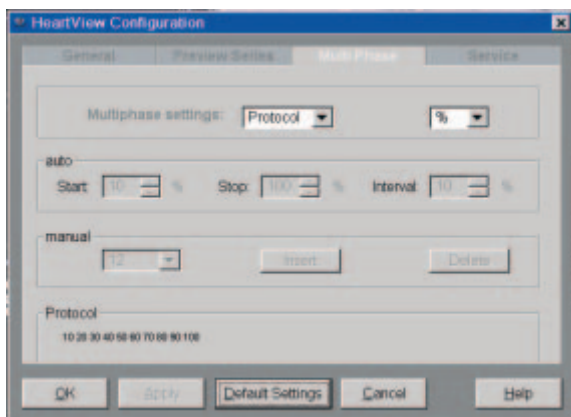 HeartView Configuration
General Preview Series Multi Phase Service
Multiphase settings: Protocol %
auto
Start: 10 % Stop: 100 % Interval: 10 %
manual
12 Insert Delete
Protocol
10 20 30 40 50 60 70 80 90 100
OK Apply Default Settings Cancel Help